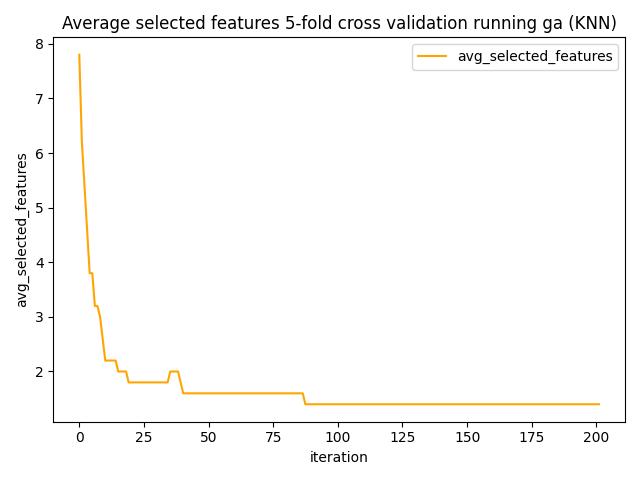 Average selected features 5-fold cross validation running ga (KNN)
avg_selected_features
avg_selected_features
8
7
6
5
4
3
2
0 25 50 75 100 125 150 175 200
iteration